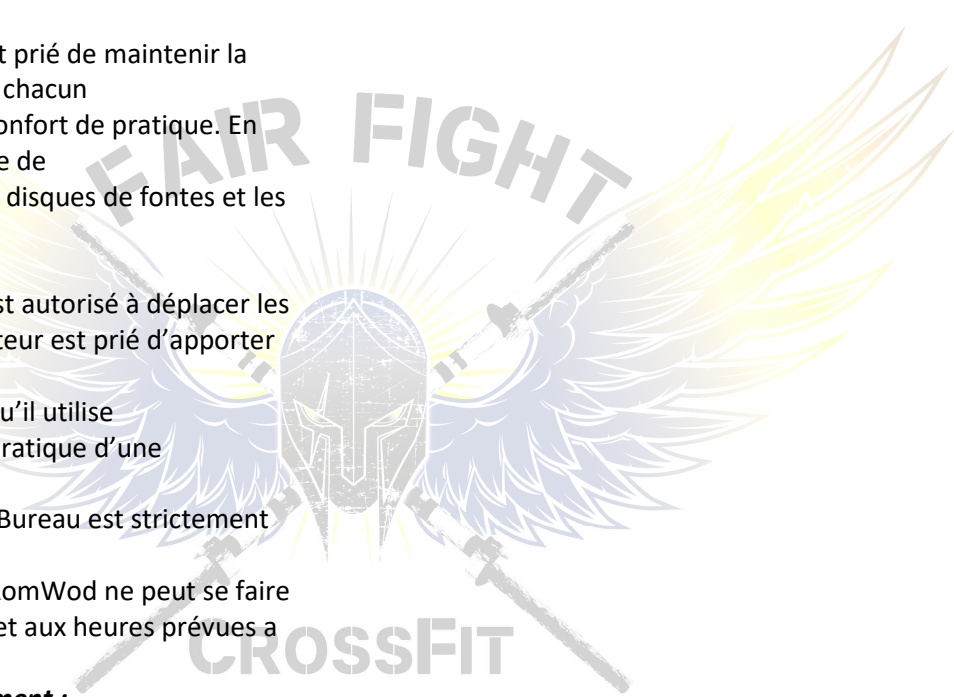 t prié de maintenir la
chacun
onfort de pratique. En
e de
disques de fontes et les
st autorisé à déplacer les
teur est prié d’apporter
u’il utilise
ratique d’une
Bureau est strictement
RomWod ne peut se faire
et aux heures prévues a
ment :
FAIR FIGHT
CROSSFIT